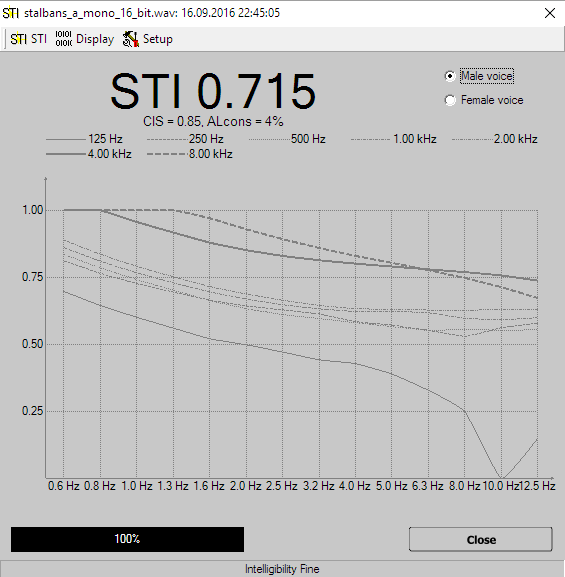 STI stalbans_a_mono_16_bit.wav: 16.09.2016 22:45:05
STI STI Display Setup
STI 0.715
CIS = 0.85, ALcons = 4%
Male voice
Female voice
125 Hz 250 Hz 500 Hz 1.00 kHz 2.00 kHz
4.00 kHz 8.00 kHz
1.00
0.75
0.50
0.25
0.6 Hz 0.8 Hz 1.0 Hz 1.3 Hz 1.6 Hz 2.0 Hz 2.5 Hz 3.2 Hz 4.0 Hz 5.0 Hz 6.3 Hz 8.0 Hz 10.0 Hz 12.5 Hz
100%
Close
Intelligibility Fine